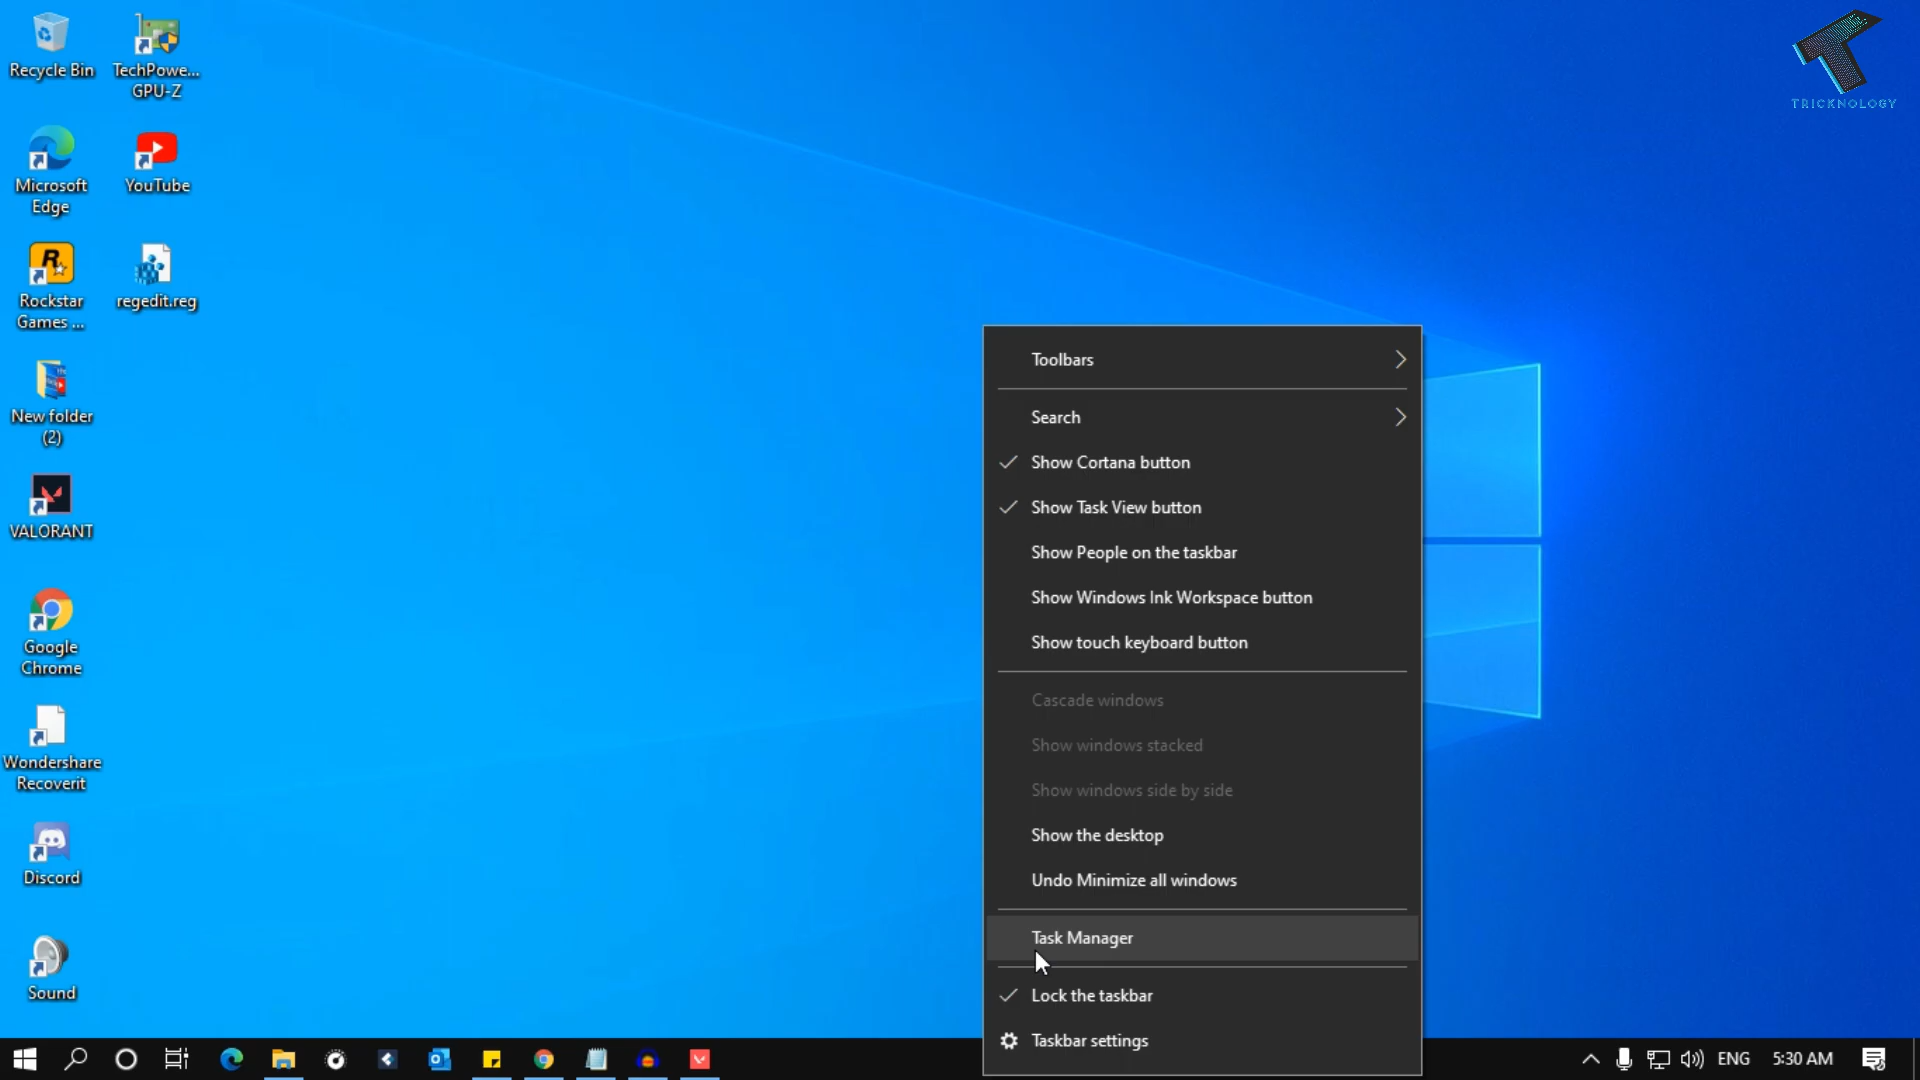 Recycle Bin
TechPowe...
GPU-Z
Microsoft
Edge
YouTube
Rockstar
Games ...
regedit.reg
New folder
(2)
VALORANT
Google
Chrome
Wondershare
Recoverit
Discord
Sound
TRICKNOLOGY
Toolbars
Search
Show Cortana button
Show Task View button
Show People on the taskbar
Show Windows Ink Workspace button
Show touch keyboard button
Cascade windows
Show windows stacked
Show windows side by side
Show the desktop
Undo Minimize all windows
Task Manager
Lock the taskbar
Taskbar settings
ENG
5:30 AM